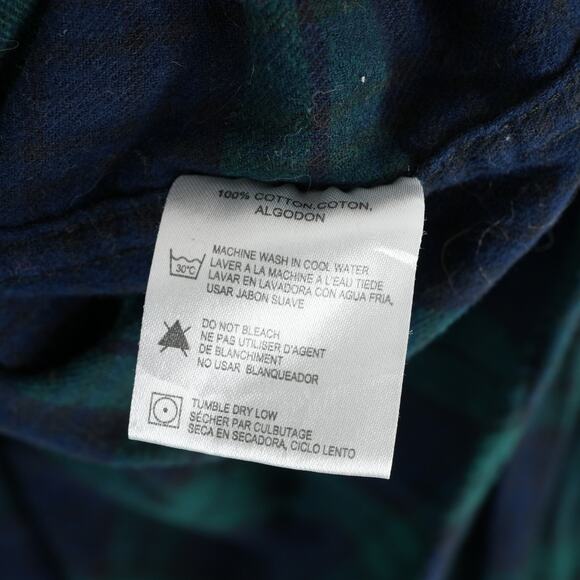 100% COTTON,COTON,
ALGODON
30°C
MACHINE WASH IN COOL WATER
LAVER A LA MACHINE À L'EAU TIEDE
LAVAR EN LAVADORA CON AGUA FRIA,
USAR JABON SUAVE
DO NOT BLEACH
NE PAS UTILISER D'AGENT
DE BLANCHIMENT
NO USAR BLANQUEADOR
TUMBLE DRY LOW
SÉCHER PAR CULBUTAGE
SECA EN SECADORA, CICLO LENTO